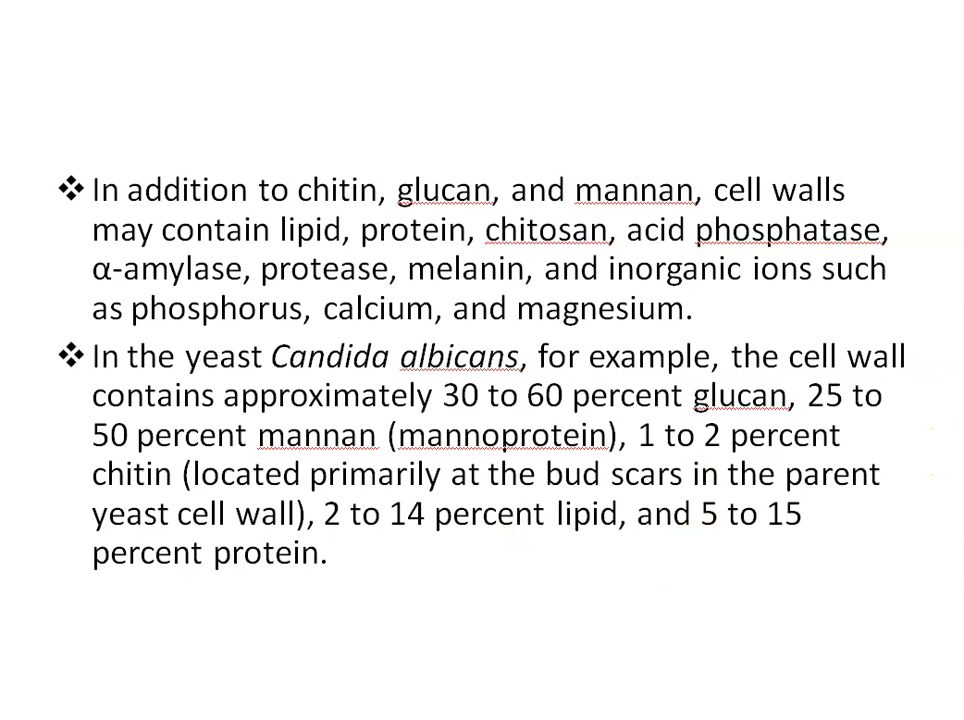 ❖ In addition to chitin, glucan, and mannan, cell walls
may contain lipid, protein, chitosan, acid phosphatase,
α-amylase, protease, melanin, and inorganic ions such
as phosphorus, calcium, and magnesium.
❖ In the yeast Candida albicans, for example, the cell wall
contains approximately 30 to 60 percent glucan, 25 to
50 percent mannan (mannoprotein), 1 to 2 percent
chitin (located primarily at the bud scars in the parent
yeast cell wall), 2 to 14 percent lipid, and 5 to 15
percent protein.